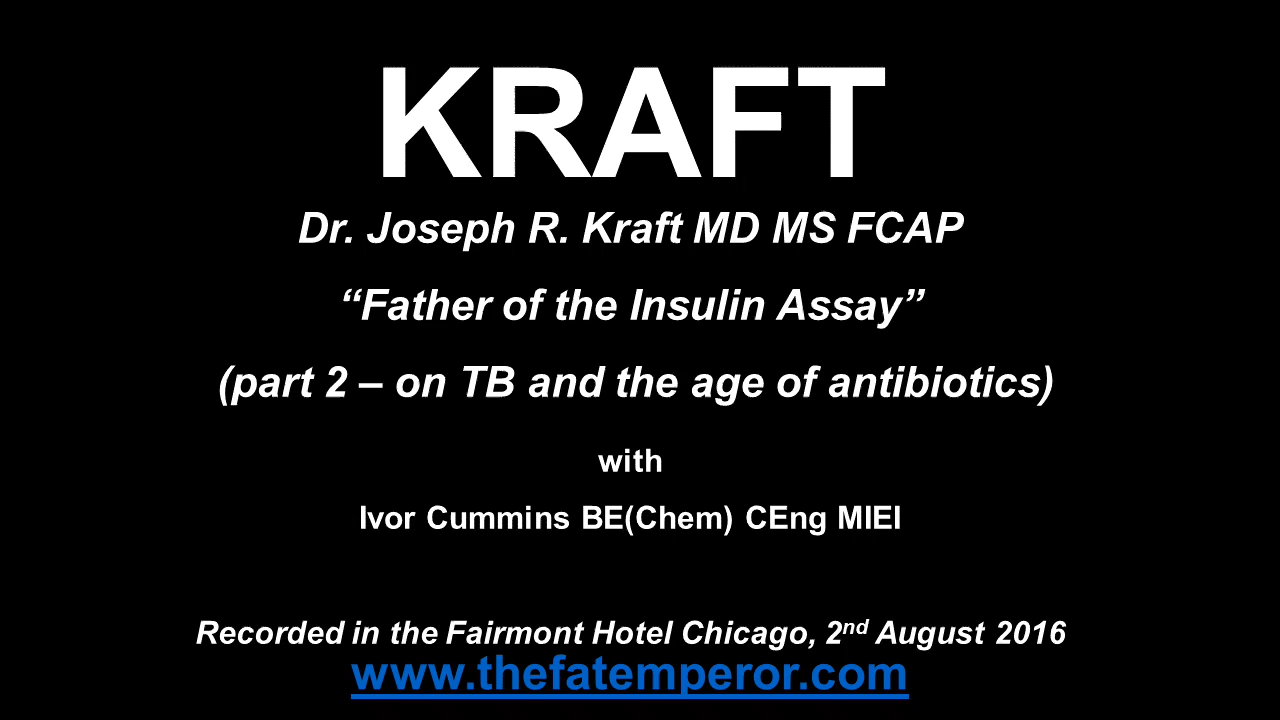 KRAFT
Dr. Joseph R. Kraft MD MS FCAP
“Father of the Insulin Assay”
(part 2 – on TB and the age of antibiotics)
with
Ivor Cummins BE(Chem) CEng MIEI
Recorded in the Fairmont Hotel Chicago, 2nd August 2016
www.thefatemperor.com